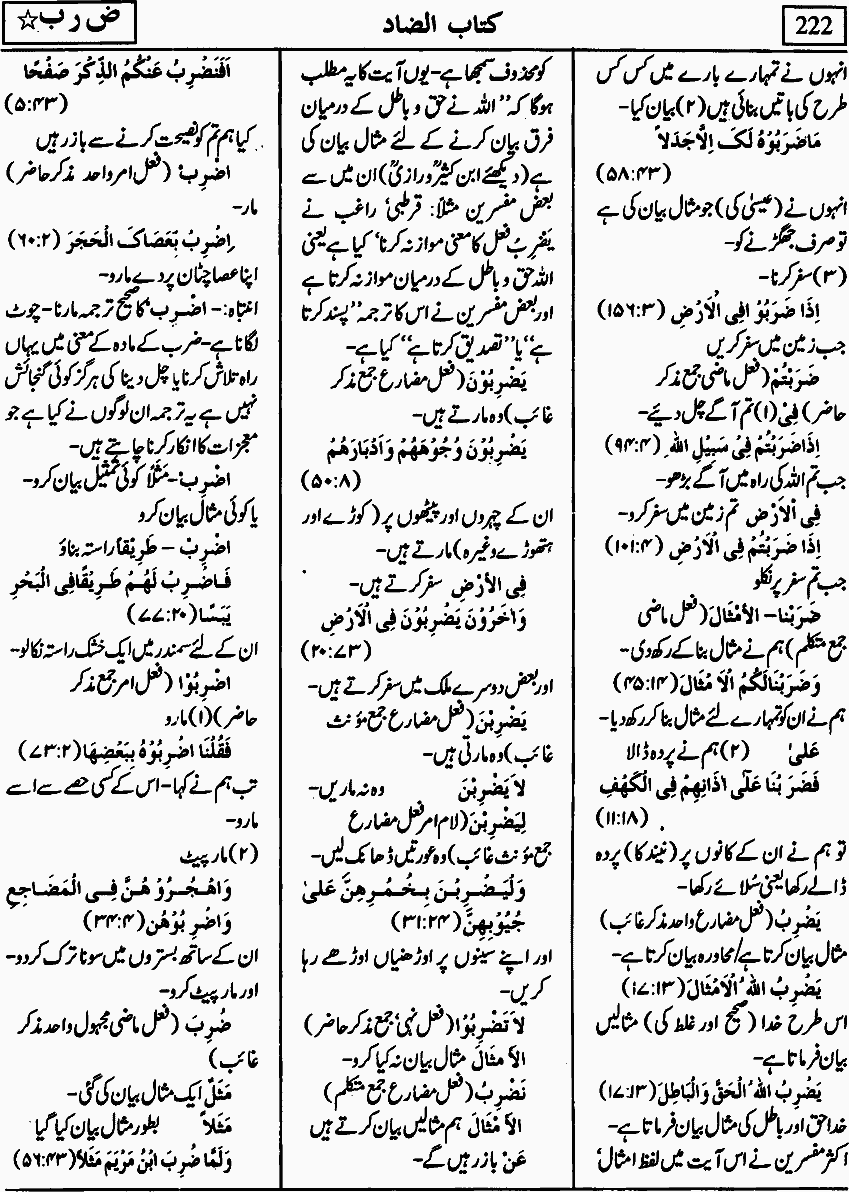 222
کتاب الضاد
ض ر ب ☆
انہوں نے تمہارے بارے میں کس کس
طرح کی باتیں بنائی ہیں (۲) بیان کیا-
مَاضَرَبُوْهُ لَکَ اِلَّاجَدَلاً
(۵۸:۴۳)
انہوں نے (عیسیٰ کی) جو مثال بیان کی ہے
تو صرف جھگڑنے کو-
(۳) سفر کرنا-
اِذَا ضَرَبُوْ افِی الْاَرْضِ (۱۵۶:۳)
جب زمین میں سفر کریں
ضَرَبْتُمْ (فعل ماضی جمع مذکر
حاضر) فِیْ (۱) تم آگے چل دیئے-
اِذَاضَرَبْتُم فِیْ سَبِیْلِ اللہِ (۹۴:۴)
جب تم اللہ کی راہ میں آگے بڑھو-
فِی الْاَرْضِ تم زمین میں سفر کرو-
اِذَا ضَرَبْتُمْ فِی الْاَرْضِ (۱۰۱:۴)
جب تم سفر پر نکلو
ضَرَبْنَا– الْاَمْثَالَ (فعل ماضی
جمع متکلم) ہم نے مثال بنا کے رکھ دی-
وَضَرَبْنَالَکُمُ الْاَ مْثَالَ (۴۵:۱۴)
ہم نے ان کو تمہارے لئے مثال بنا کر رکھ دیا-
عَلیٰ (۲) ہم نے پردہ ڈالا
فَضَرَ بْنَا عَلٰٓی اٰذَانِهِمْ فِی الْکَهْفِ
(۱۱:۱۸)
تو ہم نے ان کے کانوں پر (نیند کا) پردہ
ڈالے رکھا یعنی سُلائے رکھا-
یَضْرِبُ (فعل مضارع واحد مذکر غائب)
مثال بیان کرتا ہے/محاورہ بیان کرتا ہے-
یَضْرِبُ اللہُ الْاَمْثَالَ (۱۷:۱۳)
اس طرح خدا (صحیح اور غلط کی) مثالیں
بیان فرماتا ہے-
یَضْرِبُ اللہُ الْحَقَّ وَالْبَاطِلَ (۱۷:۱۳)
خدا حق اور باطل کی مثال بیان فرماتا ہے-
اکثر مفسرین نے اس آیت میں لفظ امثال‘
کو محذوف سمجھا ہے- یوں آیت کا یہ مطلب
ہوگا کہ ’’اللہ نے حق و باطل کے درمیان
فرق بیان کرنے کے لئے مثال بیان کی
ہے (دیکھئے ابن کثیرؒ و رازیؒ) ان میں سے
بعض مفسرین مثلاً: قرطبی‘ راغب نے
یَضْرِبُ فعل کا معنی موازنہ کرنا‘ کیا ہے یعنی
اللہ حق و باطل کے درمیان موازنہ کرتا ہے
اور بعض مفسرین نے اس کا ترجمہ ’’پسند کرتا
ہے‘‘ یا ’’تصدیق کرتا ہے‘‘ کیا ہے-
یَضْرِبُوْنَ (فعل مضارع جمع مذکر
غائب) وہ مارتے ہیں-
یَضْرِبُوْنَ وُجُوْهَهُمْ وَاَدْبَارَهُمْ
(۵۰:۸)
ان کے چہروں اور پیٹھوں پر (کوڑے اور
ہتھوڑے وغیرہ) مارتے ہیں-
فِی الْاَرْضِ سفر کرتے ہیں-
وَاٰخَرُوْنَ یَضْرِبُوْنَ فِی الْاَرْضِ
(۲۰:۷۳)
اور بعض دوسرے ملک میں سفر کرتے ہیں-
یَضْرِبْنَ (فعل مضارع جمع مؤنث
غائب) وہ مارتی ہیں-
لَا یَضْرِبْنَ وہ نہ ماریں-
لِیَضْرِبْنَ (لام امر فعل مضارع
جمع مؤنث غائب) وہ عورتیں ڈھانک لیں-
وَلْیَضْرِبْنَ بِخُمُرِهِنَّ عَلیٰ
جُیُوْبِهِنَّ (۳۱:۲۴)
اور اپنے سینوں پر اوڑھنیاں اوڑھے رہا
کریں-
لَا تَضْرِبُوْا (فعل نہی‘ جمع مذکر حاضر)
الْاَ مْثَالَ مثال بیان نہ کیا کرو-
نَضْرِبُ (فعل مضارع جمع متکلم)
الْاَ مْثَالَ ہم مثالیں بیان کرتے ہیں
عَنْ باز رہیں گے-
اَفَنَضْرِبُ عَنْکُمُ الذِّکْرَ صَفْحًا
(۵:۴۳)
کیا ہم تم کو نصیحت کرنے سے باز رہیں
اضْرِبْ (فعل امر واحد مذکر حاضر)
مار-
اِضْرِبْ بِعَصَاکَ الْحَجَرَ (۶۰:۲)
اپنا عصا چٹان پر دے مارو-
انتباہ:- اضْرِبْ‘ کا صحیح ترجمہ مارنا- چوٹ
لگانا ہے- ضرب کے مادہ کے معنی میں یہاں
راہ تلاش کرنا یا چل دینا کی ہرگز کوئی گنجائش
نہیں ہے یہ ترجمہ ان لوگوں نے کیا ہے جو
معجزات کا انکار کرنا چاہتے ہیں-
اضْرِبْ- مَثَلًا کوئی تمثیل بیان کرو-
یا کوئی مثال بیان کرو
اضْرِبْ – طَرِیْقاً راستہ بناؤ
فَاضْرِبْ لَهُمْ طَرِیْقًافِی الْبَحْرِ
یَبَسًا (۷۷:۲۰)
ان کے لئے سمندر میں ایک خشک راستہ نکالو-
اضْرِبُوْا (فعل امر جمع مذکر
حاضر) (۱) مارو
فَقُلْنَا اضْرِبُوْهُ بِبَعْضِهَا (۷۳:۲)
تب ہم نے کہا- اس کے کسی حصے سے اسے
مارو-
(۲) مار پیٹ
وَاهْجُرُوْ هُنَّ فِی الْمَضَاجِعِ
وَاضْرِ بُوْهُنَّ (۳۴:۴)
ان کے ساتھ بستروں میں سونا ترک کر دو-
اور مار پیٹ کرو-
ضُرِبَ (فعل ماضی مجہول واحد مذکر
غائب)
مَثَلٌ ایک مثال بیان کی گئی-
مَثَلاً بطور مثال بیان کیا گیا
وَلَمَّا ضُرِبَ ابْنُ مَرْیَمَ مَثَلاً (۵۶:۴۳)